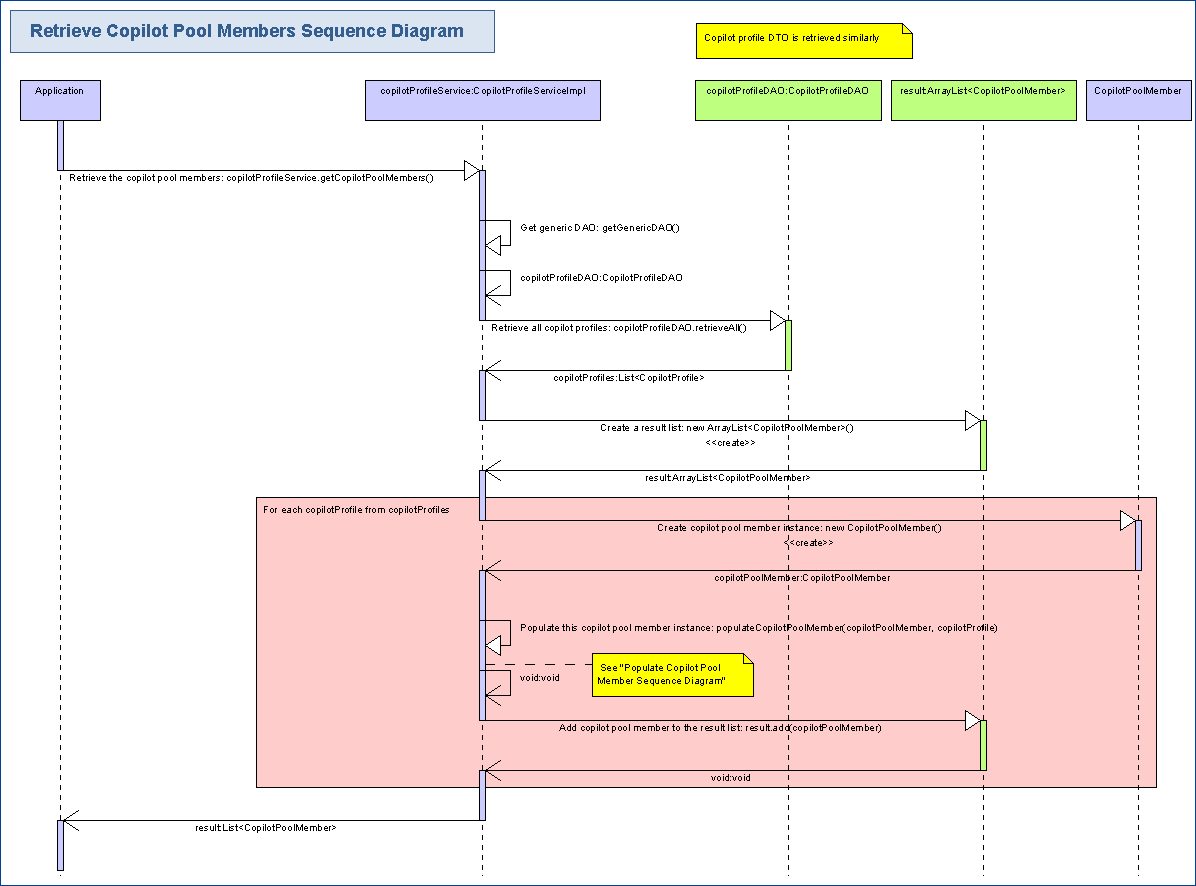 Retrieve Copilot Pool Members Sequence Diagram
Copilot profile DTO is retrieved similarly
Application
copilotProfileService:CopilotProfileServiceImpl
copilotProfileDAO:CopilotProfileDAO
result:ArrayList<CopilotPoolMember>
CopilotPoolMember
Retrieve the copilot pool members: copilotProfileService.getCopilotPoolMembers()
Get generic DAO: getGenericDAO()
copilotProfileDAO:CopilotProfileDAO
Retrieve all copilot profiles: copilotProfileDAO.retrieveAll()
copilotProfiles:List<CopilotProfile>
Create a result list: new ArrayList<CopilotPoolMember>()
<<create>>
result:ArrayList<CopilotPoolMember>
For each copilotProfile from copilotProfiles
Create copilot pool member instance: new CopilotPoolMember()
<<create>>
copilotPoolMember:CopilotPoolMember
Populate this copilot pool member instance: populateCopilotPoolMember(copilotPoolMember, copilotProfile)
See "Populate Copilot Pool
Member Sequence Diagram"
void:void
Add copilot pool member to the result list: result.add(copilotPoolMember)
void:void
result:List<CopilotPoolMember>